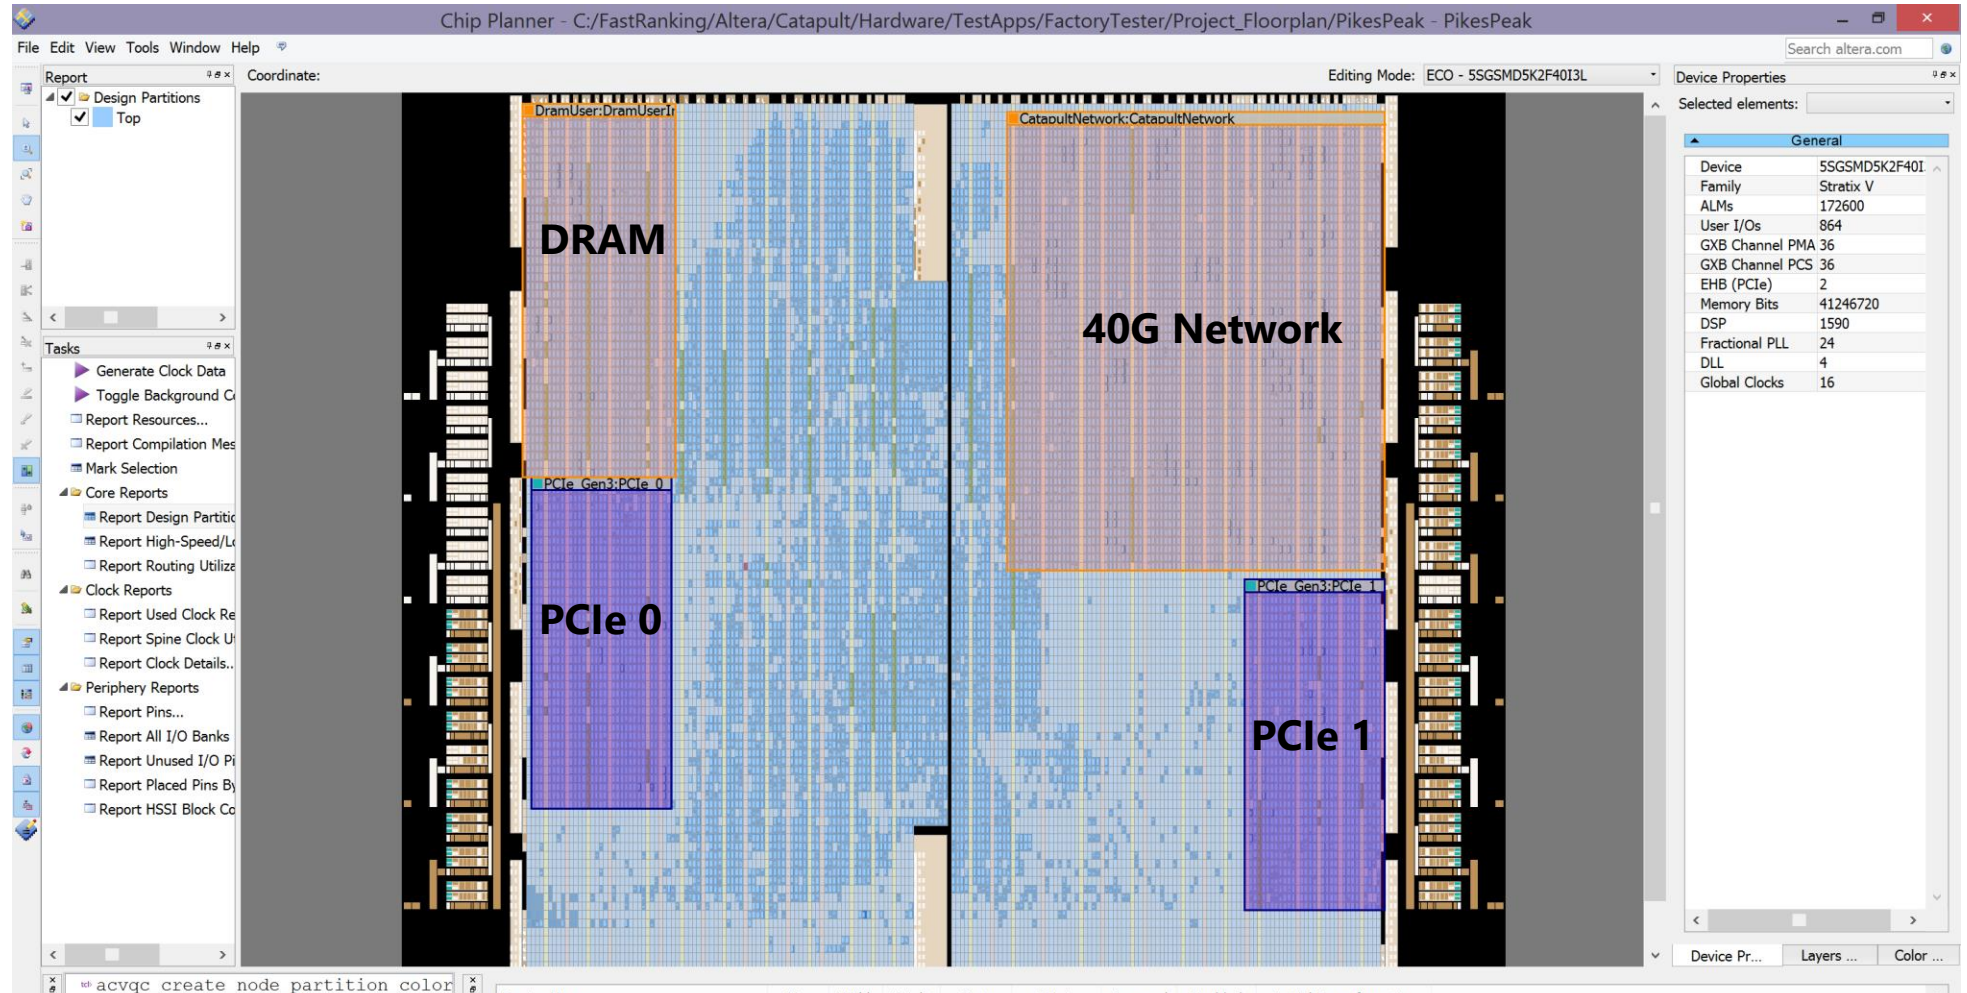 Chip Planner - C:/FastRanking/Altera/Catapult/Hardware/TestApps/FactoryTester/Project_Floorplan/PikesPeak - PikesPeak
File Edit View Tools Window Help
Search altera.com
Report
Design Partitions
Top
Tasks
Generate Clock Data
Toggle Background Co
Report Resources...
Report Compilation Mes
Mark Selection
Core Reports
Report Design Partitic
Report High-Speed/Lo
Report Routing Utiliza
Clock Reports
Report Used Clock Re
Report Spine Clock Ut
Report Clock Details..
Periphery Reports
Report Pins...
Report All I/O Banks
Report Unused I/O Pi
Report Placed Pins By
Report HSSI Block Co
Coordinate:
Editing Mode: ECO - 5SGSMD5K2F40I3L
DramUser:DramUserIr
DRAM
CatapultNetwork:CatapultNetwork
40G Network
PCIe_Gen3:PCIe_0
PCIe 0
PCIe_Gen3:PCIe_1
PCIe 1
Device Properties
Selected elements:
General
Device 5SGSMD5K2F40I
Family Stratix V
ALMs 172600
User I/Os 864
GXB Channel PMA 36
GXB Channel PCS 36
EHB (PCIe) 2
Memory Bits 41246720
DSP 1590
Fractional PLL 24
DLL 4
Global Clocks 16
Device Pr... Layers ... Color ...
acvgc create node partition color